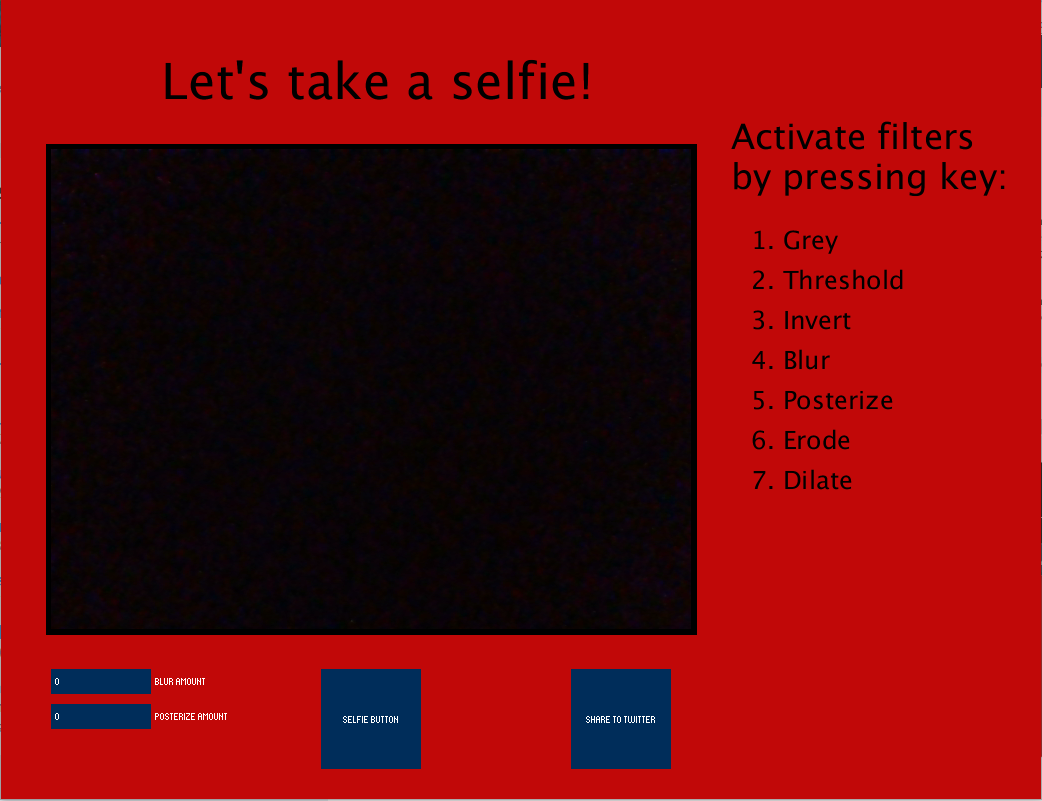 Let's take a selfie!
Activate filters
by pressing key:
1. Grey
2. Threshold
3. Invert
4. Blur
5. Posterize
6. Erode
7. Dilate
0 BLUR AMOUNT
0 POSTERIZE AMOUNT
SELFIE BUTTON
SHARE TO TWITTER